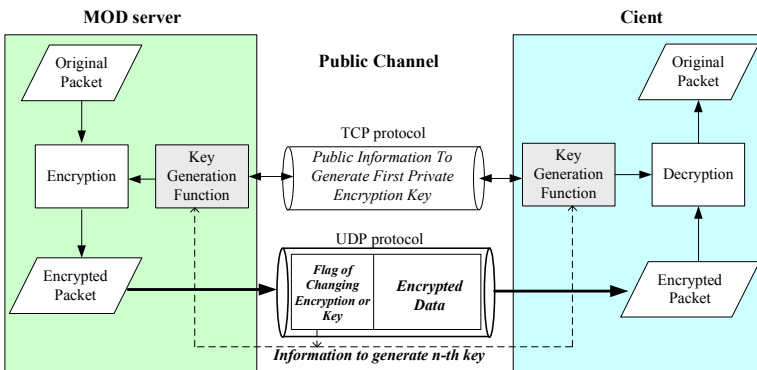 MOD server
Cient
Public Channel
Original
Packet
Original
Packet
TCP protocol
Encryption
Key
Generation
Function
Public Information To
Generate First Private
Encryption Key
Key
Generation
Function
Decryption
UDP protocol
Encrypted
Packet
Flag of
Changing
Encryption or
Key
Encrypted
Data
Encrypted
Packet
Information to generate n-th key